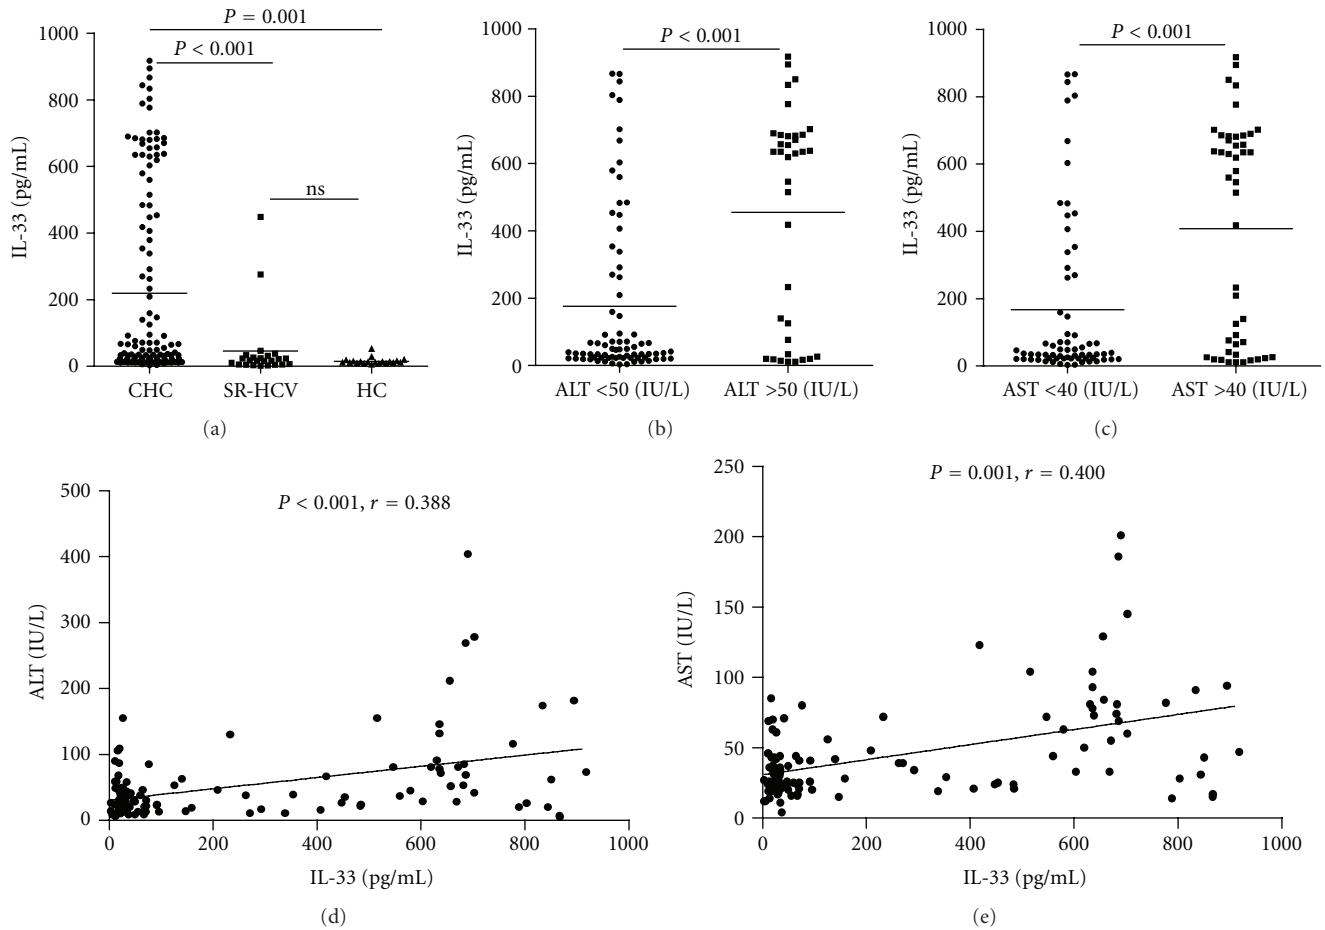 P = 0.001
P < 0.001
ns
IL-33 (pg/mL)
1000
800
600
400
200
0
CHC
SR-HCV
HC
(a)
P < 0.001
IL-33 (pg/mL)
1000
800
600
400
200
0
ALT <50 (IU/L)
ALT >50 (IU/L)
(b)
P < 0.001
IL-33 (pg/mL)
1000
800
600
400
200
0
AST <40 (IU/L)
AST >40 (IU/L)
(c)
P < 0.001, r = 0.388
ALT (IU/L)
500
400
300
200
100
0
0
200
400
600
800
1000
IL-33 (pg/mL)
(d)
P = 0.001, r = 0.400
AST (IU/L)
250
200
150
100
50
0
0
200
400
600
800
1000
IL-33 (pg/mL)
(e)